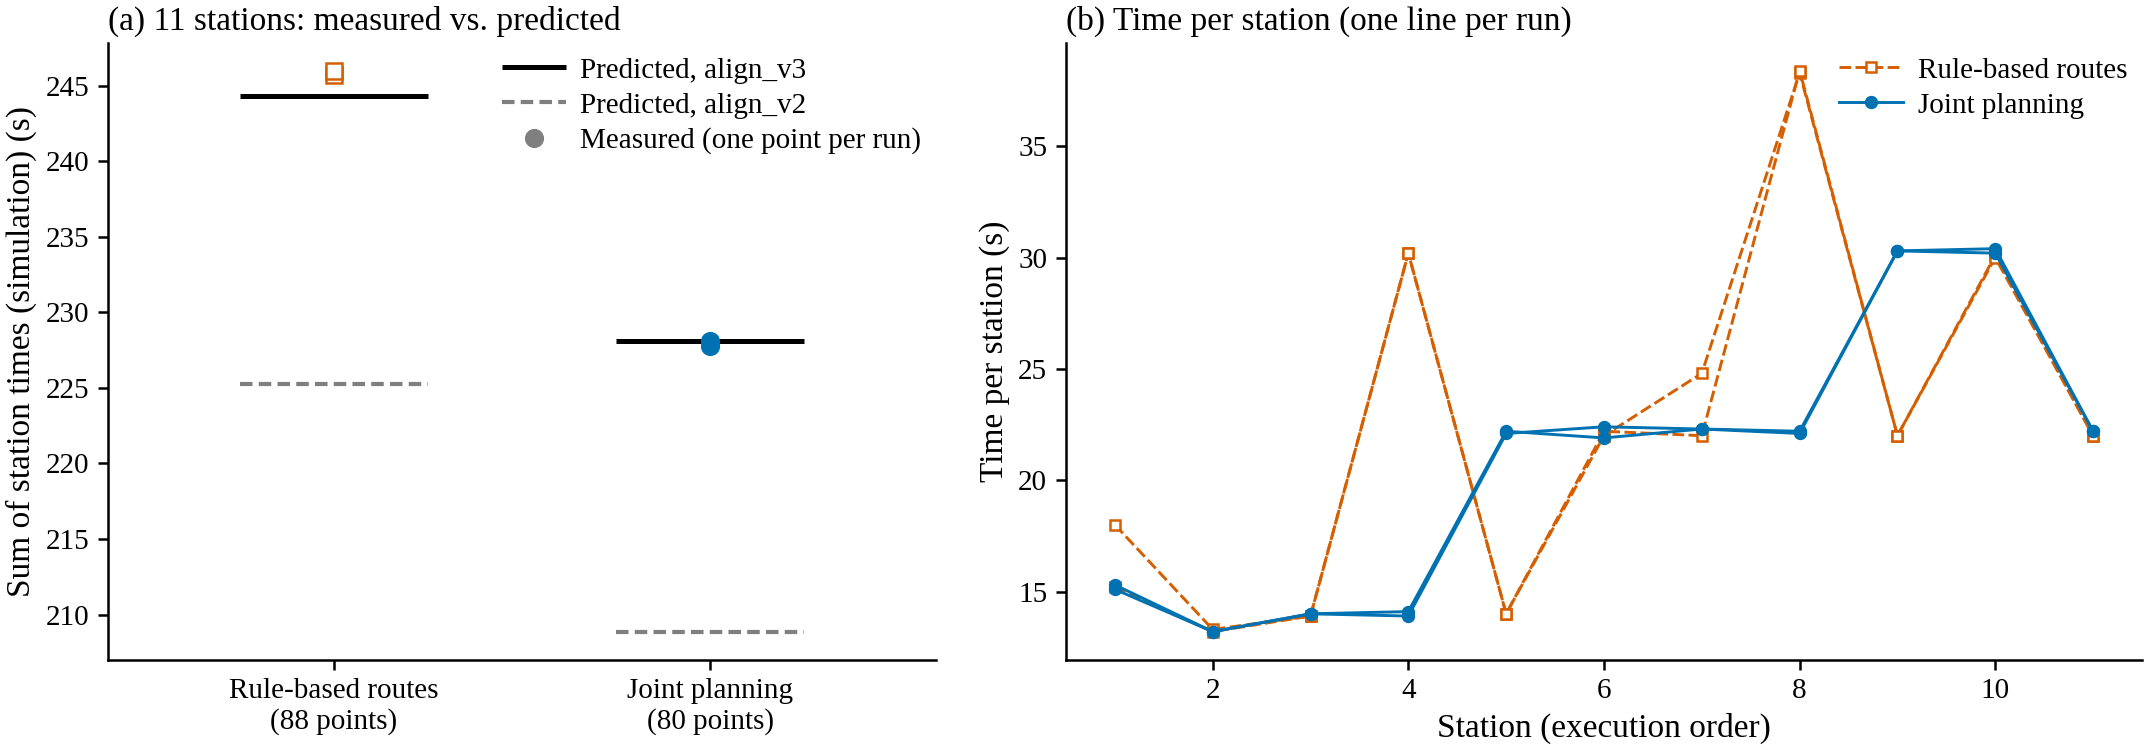 (a) 11 stations: measured vs. predicted
Sum of station times (simulation) (s)
245
240
235
230
225
220
215
210
Predicted, align_v3
Predicted, align_v2
Measured (one point per run)
Rule-based routes
(88 points)
Joint planning
(80 points)
(b) Time per station (one line per run)
Time per station (s)
35
30
25
20
15
Rule-based routes
Joint planning
2
4
6
8
10
Station (execution order)